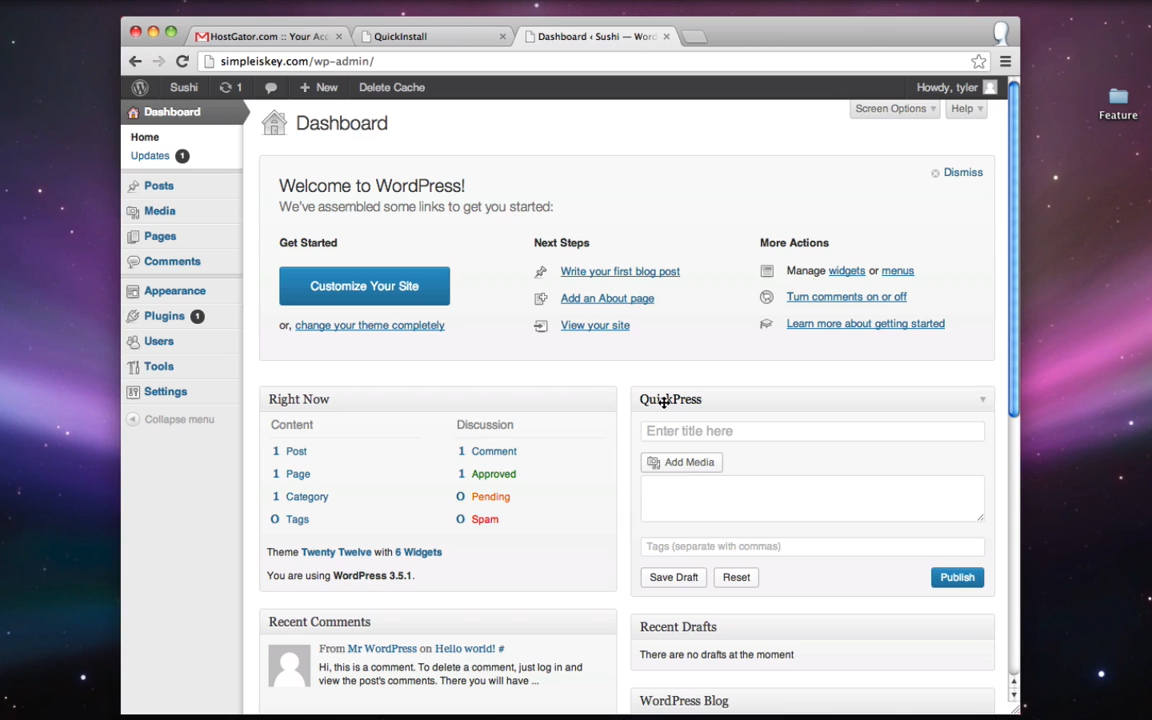 HostGator.com :: Your Acc
QuickInstall
Dashboard ‹ Sushi — Word
simpleiskey.com/wp-admin/
Sushi
1
+ New
Delete Cache
Howdy, tyler
Feature
Dashboard
Home
Updates 1
Posts
Media
Pages
Comments
Appearance
Plugins 1
Users
Tools
Settings
Collapse menu
Screen Options
Help
Dashboard
Dismiss
Welcome to WordPress!
We've assembled some links to get you started:
Get Started
Customize Your Site
or, change your theme completely
Next Steps
Write your first blog post
Add an About page
View your site
More Actions
Manage widgets or menus
Turn comments on or off
Learn more about getting started
Right Now
Content
1 Post
1 Page
1 Category
0 Tags
Discussion
1 Comment
1 Approved
0 Pending
0 Spam
Theme Twenty Twelve with 6 Widgets
You are using WordPress 3.5.1.
Recent Comments
From Mr WordPress on Hello world! #
Hi, this is a comment. To delete a comment, just log in and
view the post's comments. There you will have ...
QuickPress
Enter title here
Add Media
Tags (separate with commas)
Save Draft
Reset
Publish
Recent Drafts
There are no drafts at the moment
WordPress Blog